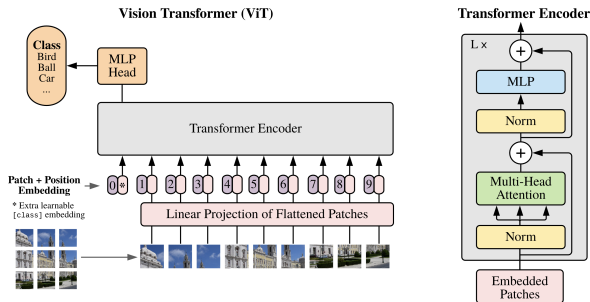 Vision Transformer (ViT)
Transformer Encoder
Class
Bird
Ball
Car
...
MLP
Head
Transformer Encoder
Patch + Position
Embedding
* Extra learnable
[class] embedding
0 * 1 2 3 4 5 6 7 8 9
Linear Projection of Flattened Patches
L x
+
MLP
Norm
+
Multi-Head
Attention
Norm
Embedded
Patches